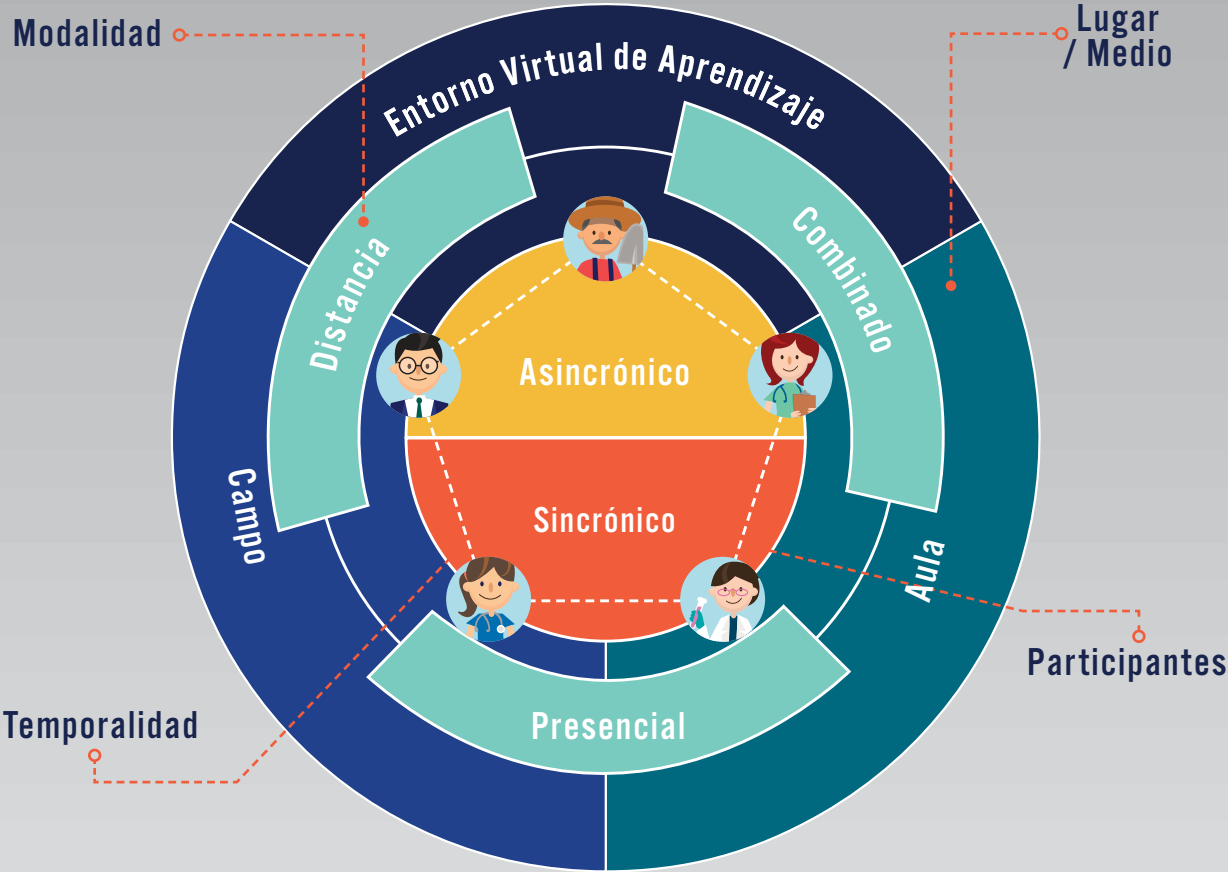 Modalidad
Lugar
/ Medio
Entorno Virtual de Aprendizaje
Distancia
Combinado
Asincrónico
Sincrónico
Campo
Aula
Participantes
Temporalidad
Presencial